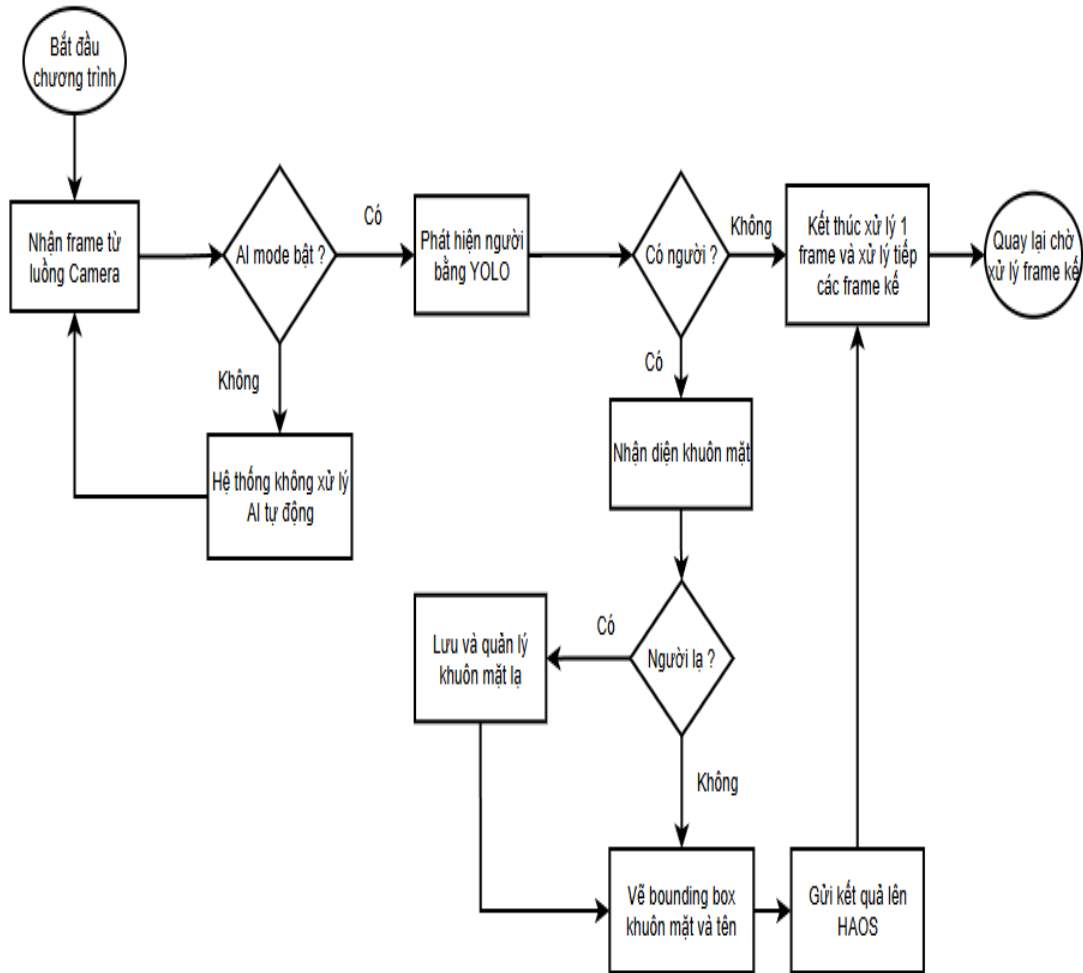 Bắt đầu
chương trình
Nhận frame từ
luồng Camera
AI mode bật ?
Có
Không
Hệ thống không xử lý
AI tự động
Phát hiện người
bằng YOLO
Có người ?
Không
Có
Kết thúc xử lý 1
frame và xử lý tiếp
các frame kế
Quay lại chờ
xử lý frame kế
Nhận diện khuôn mặt
Người lạ ?
Có
Không
Lưu và quản lý
khuôn mặt lạ
Vẽ bounding box
khuôn mặt và tên
Gửi kết quả lên
HAOS